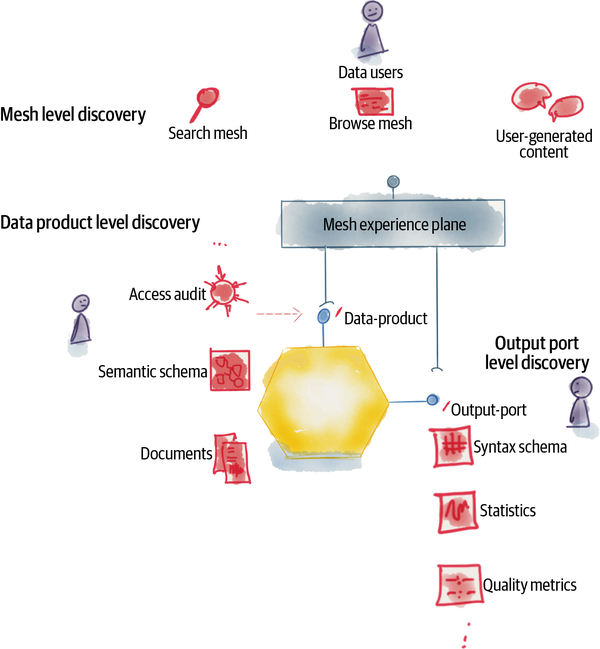 Data users
Mesh level discovery
Search mesh
Browse mesh
User-generated
content
Data product level discovery
Mesh experience plane
...
Access audit
/ Data-product
Output port
level discovery
Semantic schema
/Output-port
Documents
Syntax schema
Statistics
Quality metrics